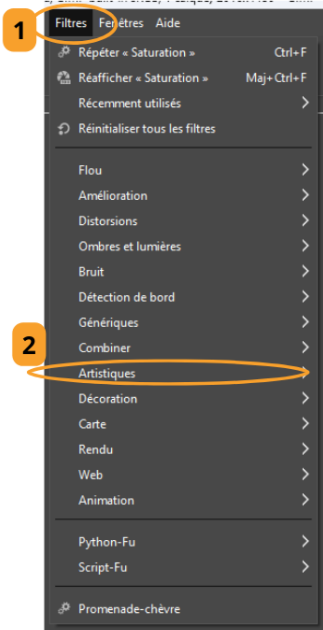 1
Filtres Fenêtres Aide
Répéter « Saturation » Ctrl+F
Réafficher « Saturation » Maj+Ctrl+F
Récemment utilisés
Réinitialiser tous les filtres
Flou
Amélioration
Distorsions
Ombres et lumières
Bruit
Détection de bord
Génériques
Combiner
2
Artistiques
Décoration
Carte
Rendu
Web
Animation
Python-Fu
Script-Fu
Promenade-chèvre